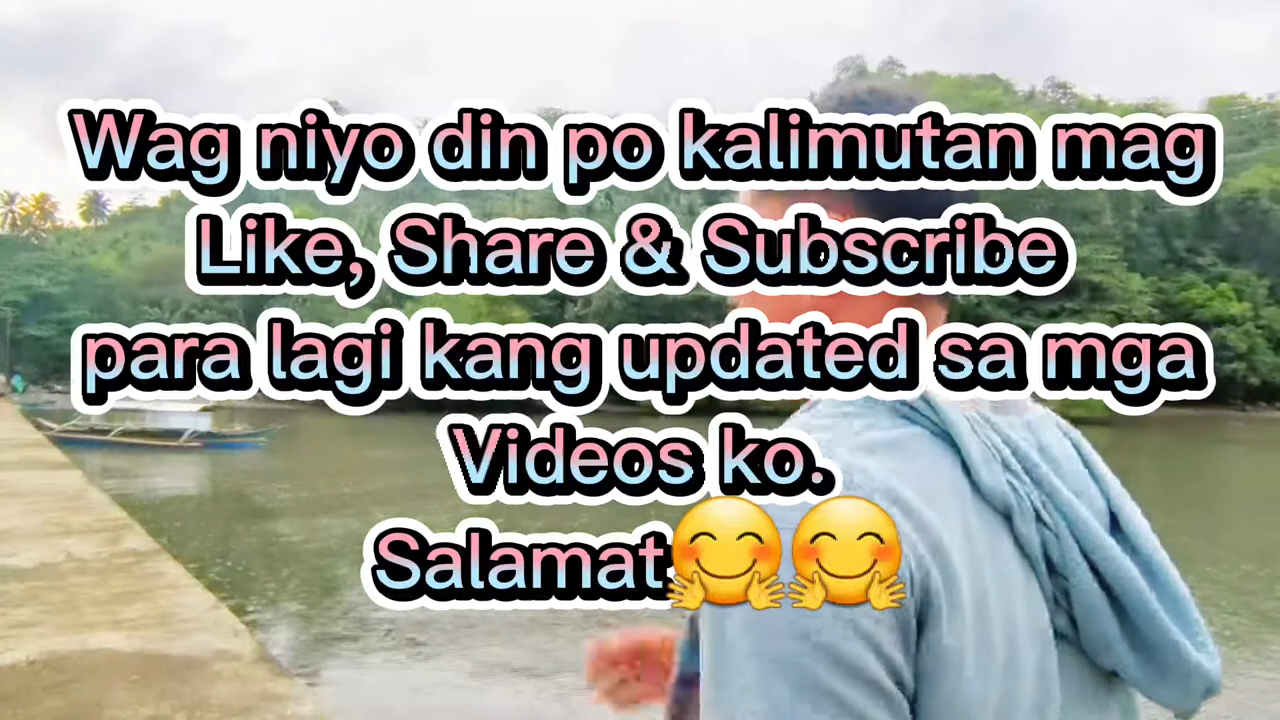 Wag niyo din po kalimutan mag
Like, Share & Subscribe
para lagi kang updated sa mga
Videos ko.
Salamat🤗🤗